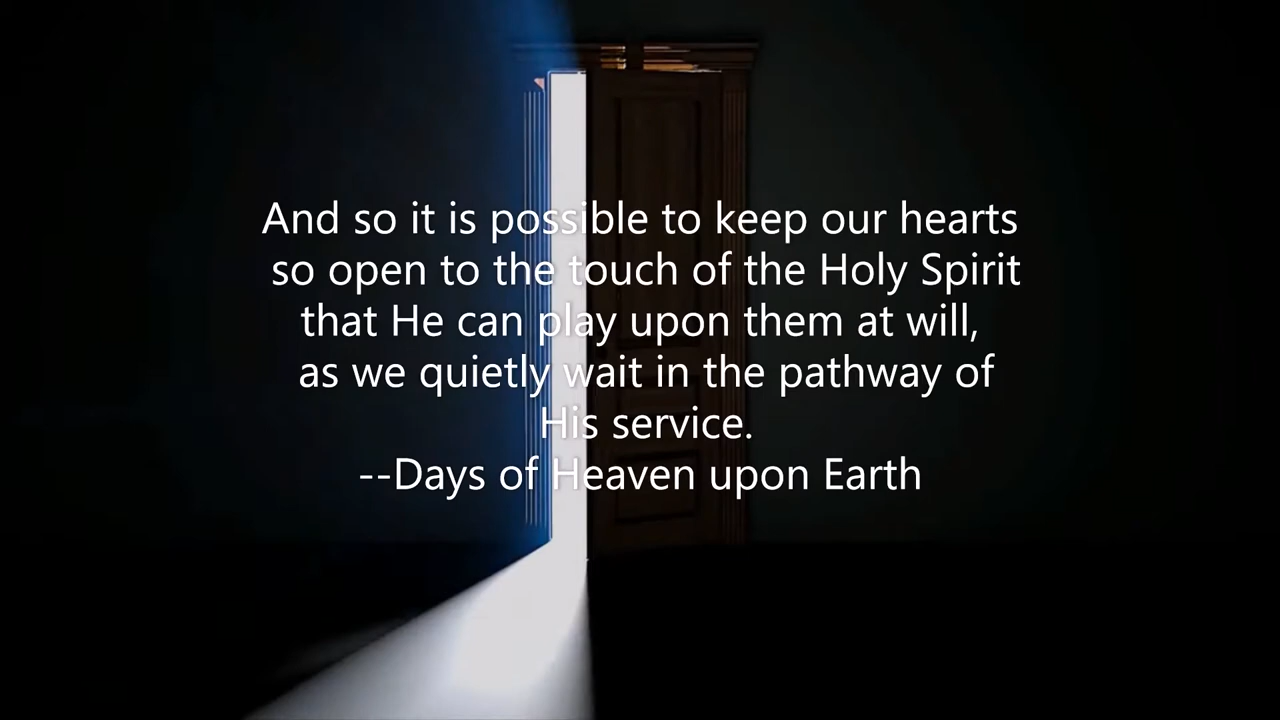 And so it is possible to keep our hearts
so open to the touch of the Holy Spirit
that He can play upon them at will,
as we quietly wait in the pathway of
His service.
--Days of Heaven upon Earth